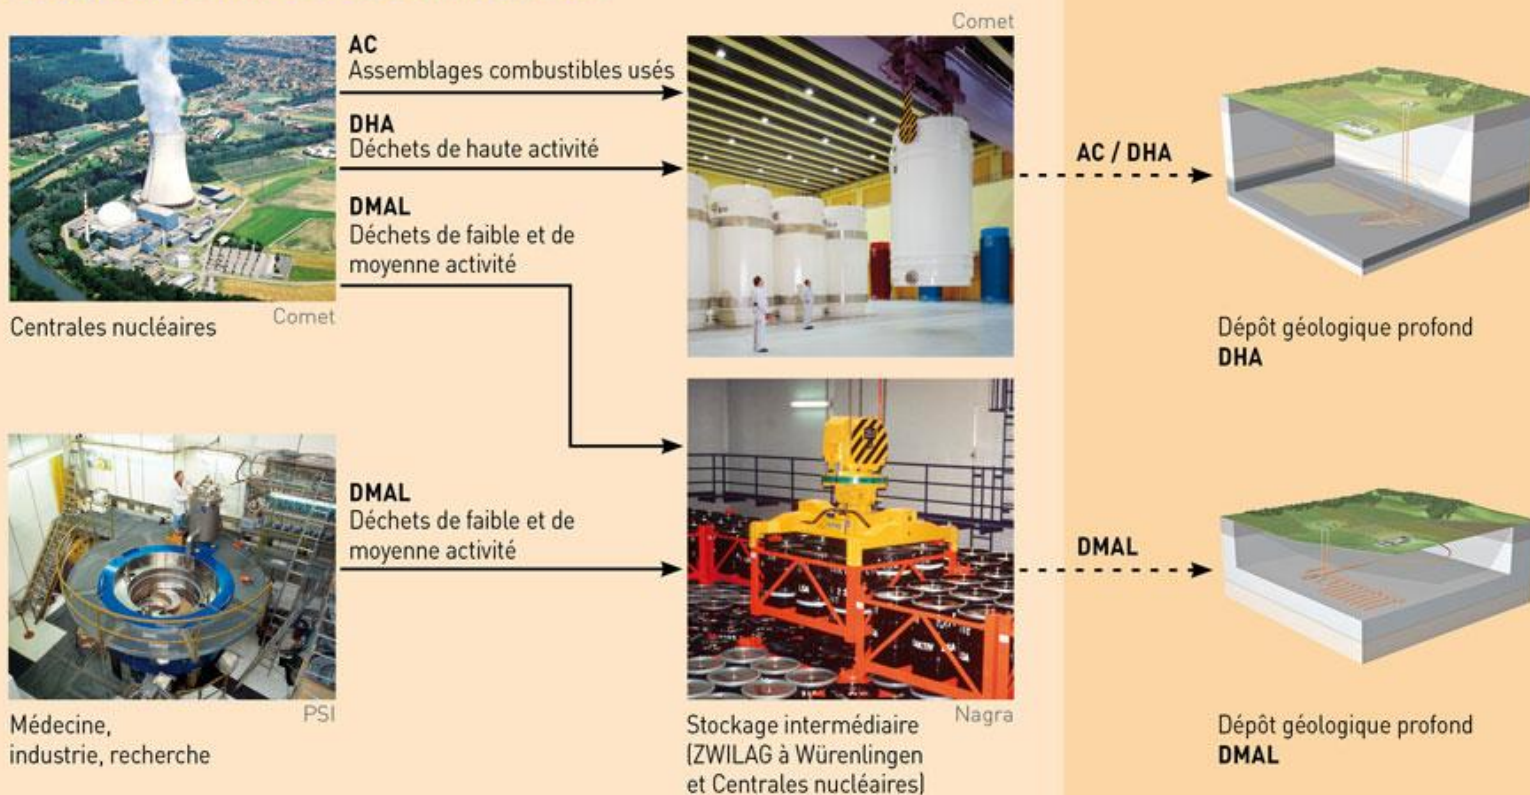 Comet
AC
Assemblages combustibles usés
DHA
Déchets de haute activité
DMAL
Déchets de faible et de
moyenne activité
Centrales nucléaires
Comet
AC / DHA
Dépôt géologique profond
DHA
DMAL
Déchets de faible et de
moyenne activité
Médecine,
industrie, recherche
PSI
Stockage intermédiaire
(ZWILAG à Würenlingen
et Centrales nucléaires)
Nagra
DMAL
Dépôt géologique profond
DMAL